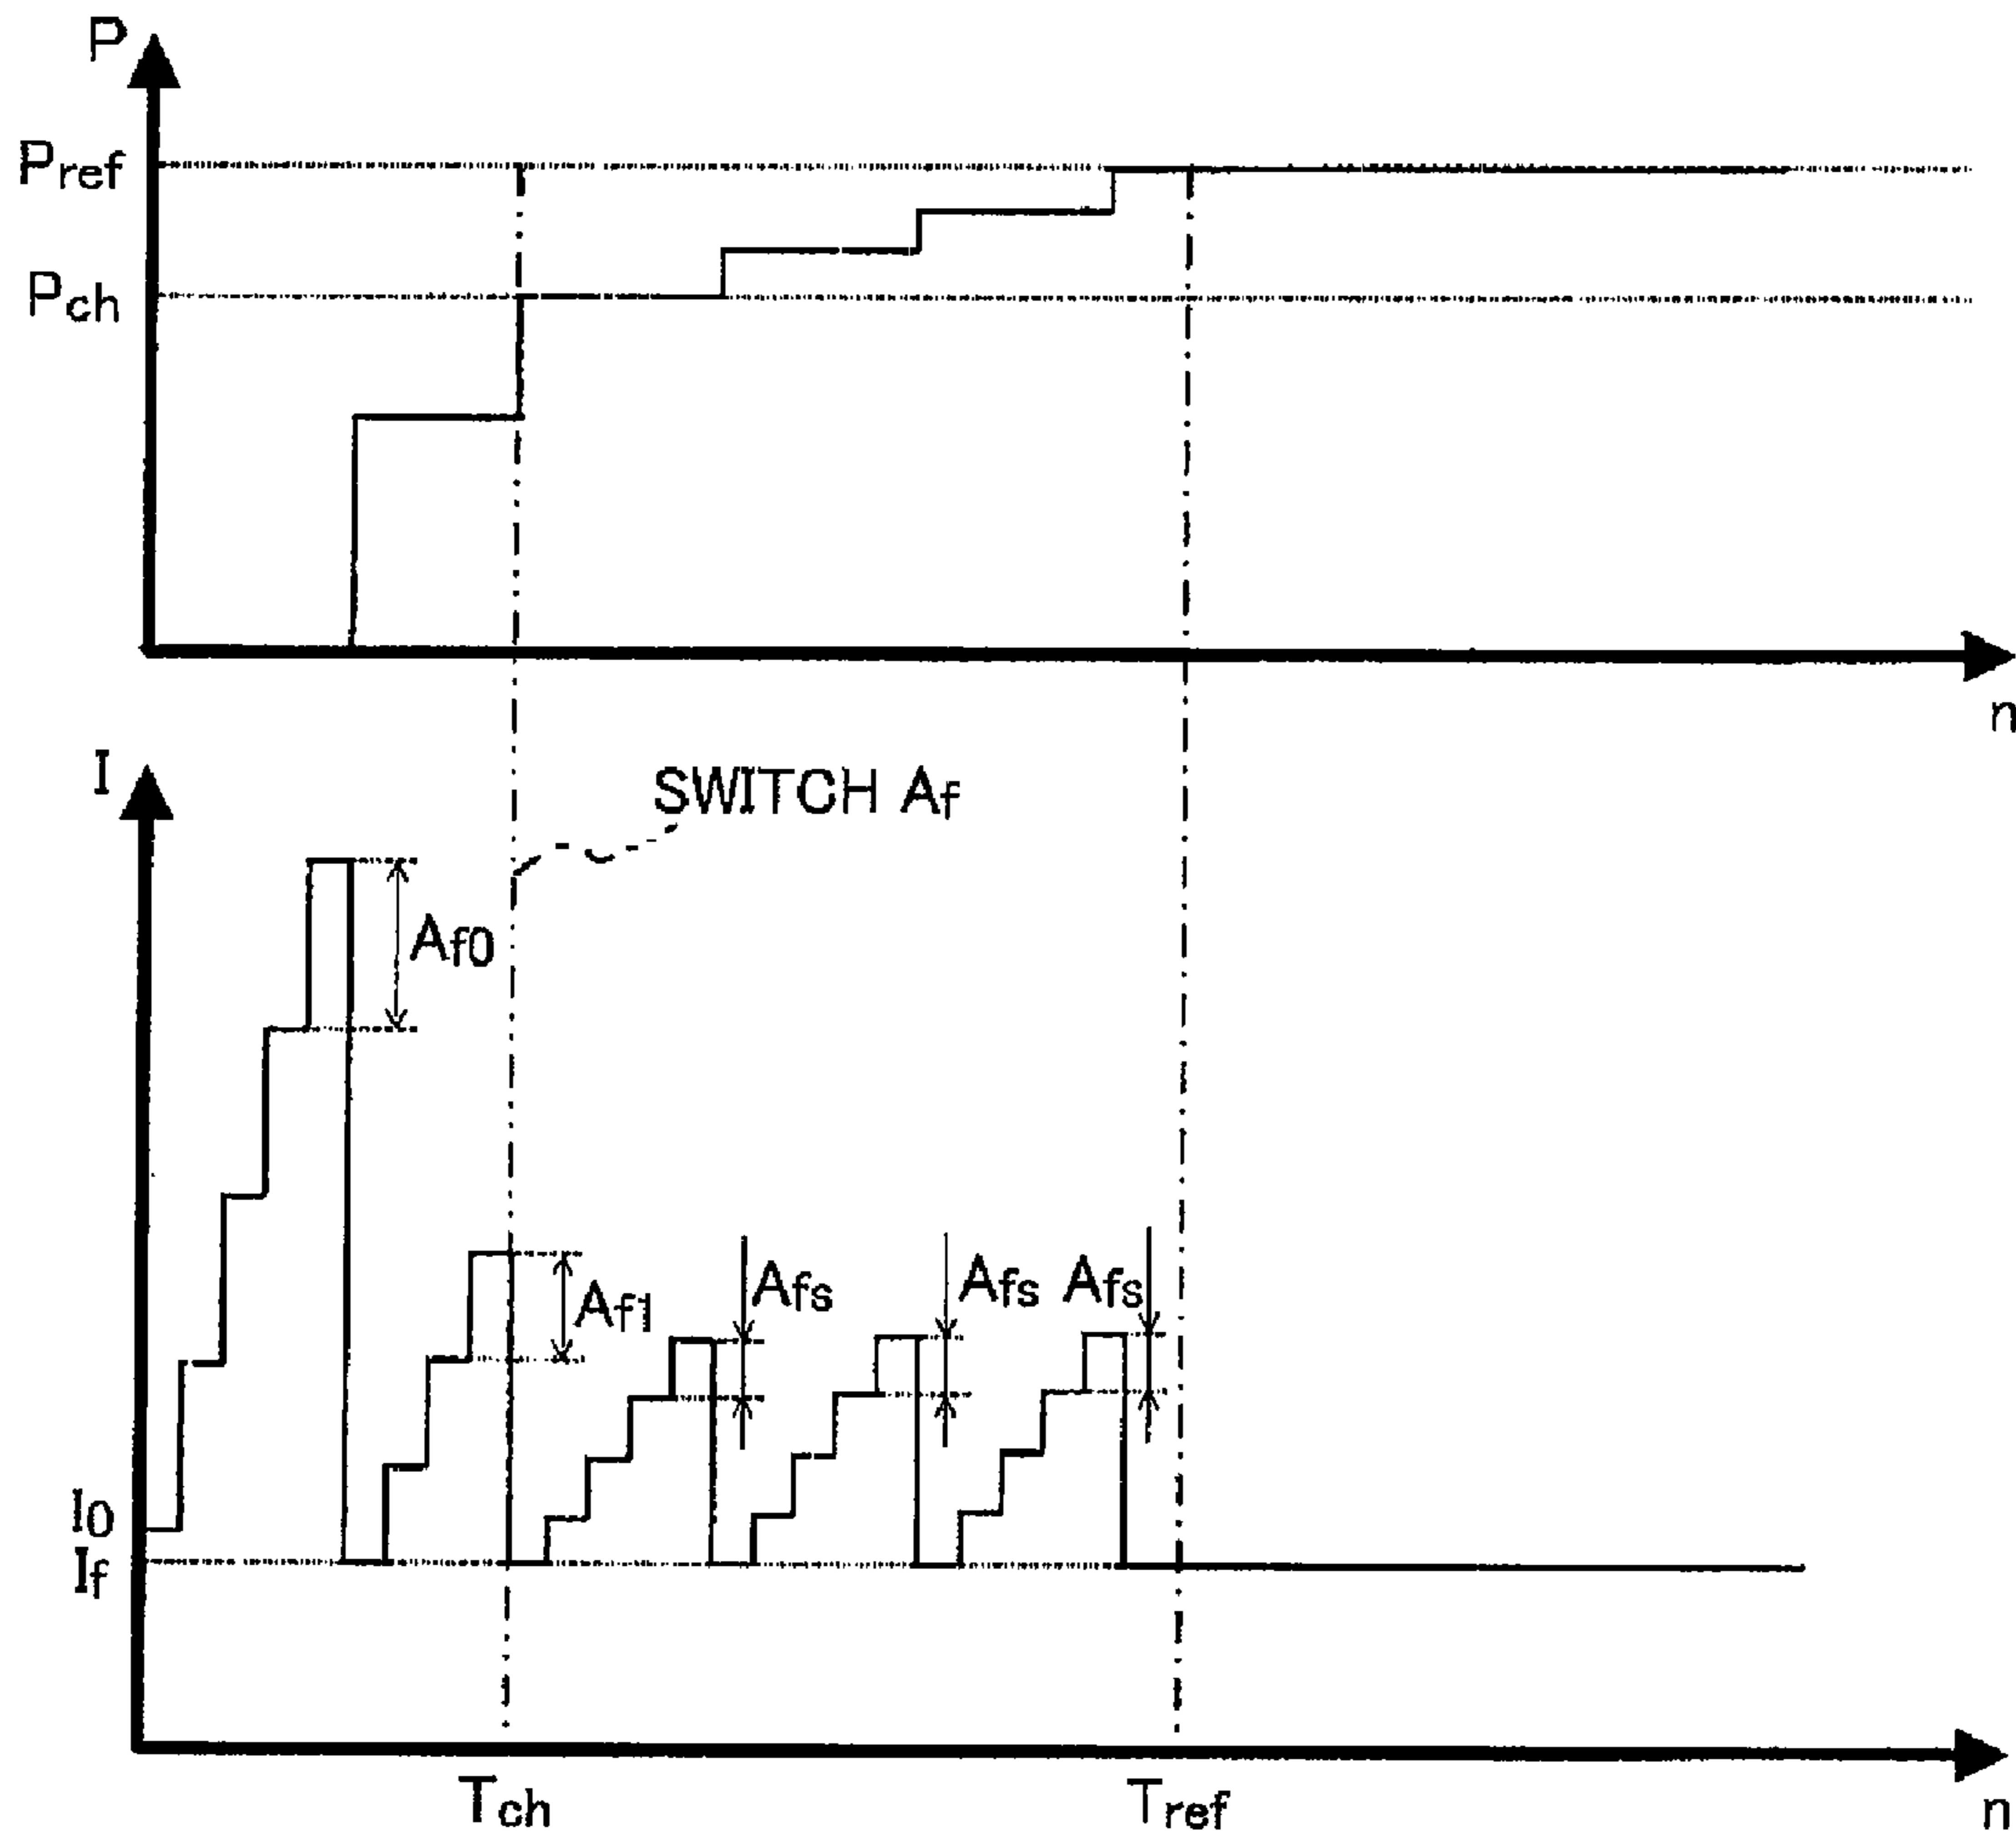 P
Pref
Pch
n
I
SWITCH Af
Af0
Af1
Afs
Afs
Afs
I0
If
Tch
Tref
n